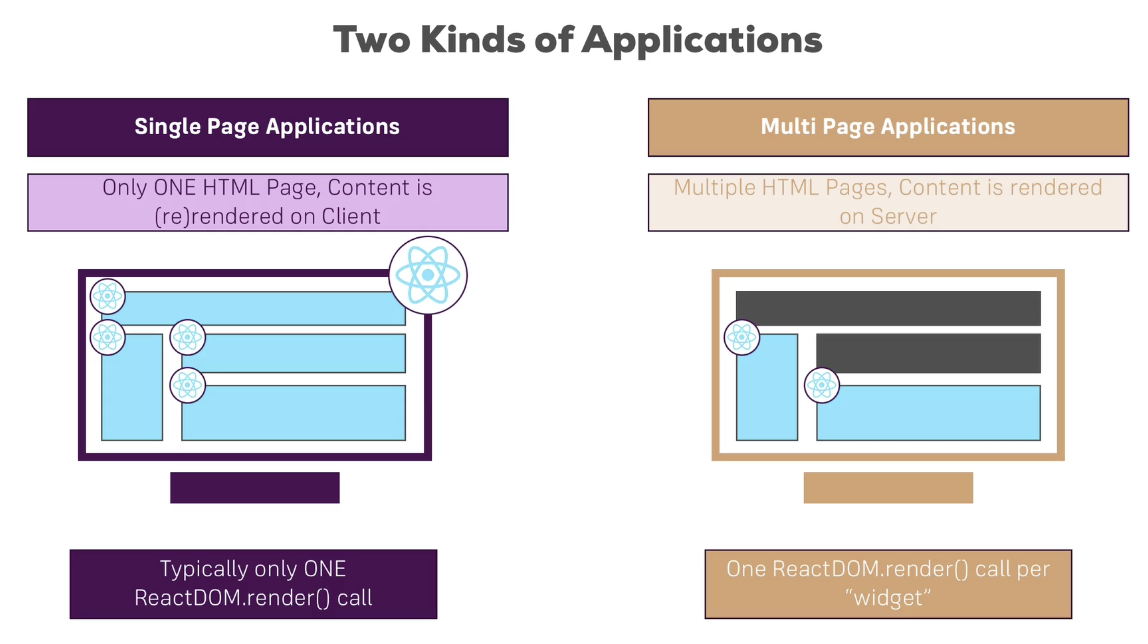 Two Kinds of Applications
Single Page Applications
Only ONE HTML Page, Content is
(re)rendered on Client
Typically only ONE
ReactDOM.render() call
Multi Page Applications
Multiple HTML Pages, Content is rendered
on Server
One ReactDOM.render() call per
“widget”